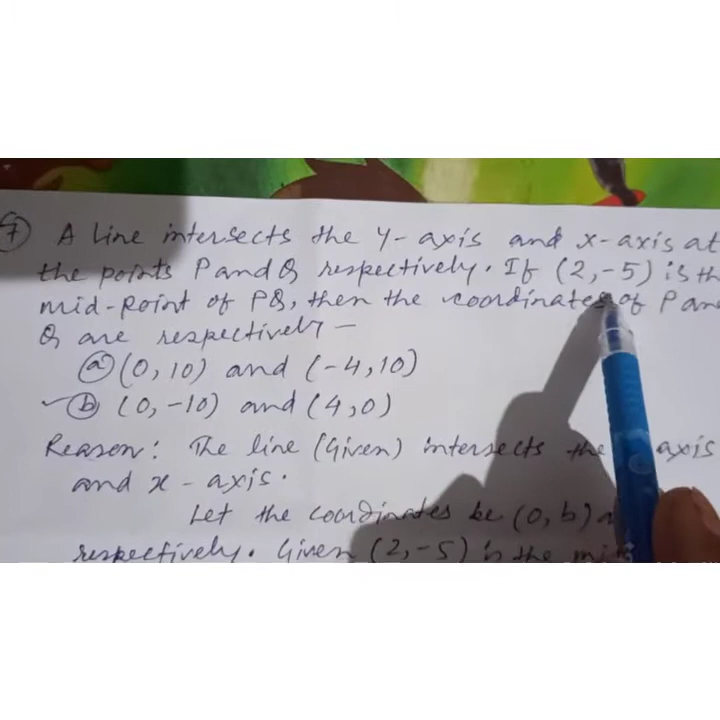 7 A line intersects the y-axis and x-axis at
the points P and Q respectively. If (2,-5) is th
mid-point of PQ, then the coordinates of P an
Q are respectively —
(a) (0,10) and (-4,10)
(b) (0,-10) and (4,0)
Reason: The line (Given) intersects the axis
and x-axis.
Let the coordinates be (0,b) a
respectively. Given (2,-5) is the mi